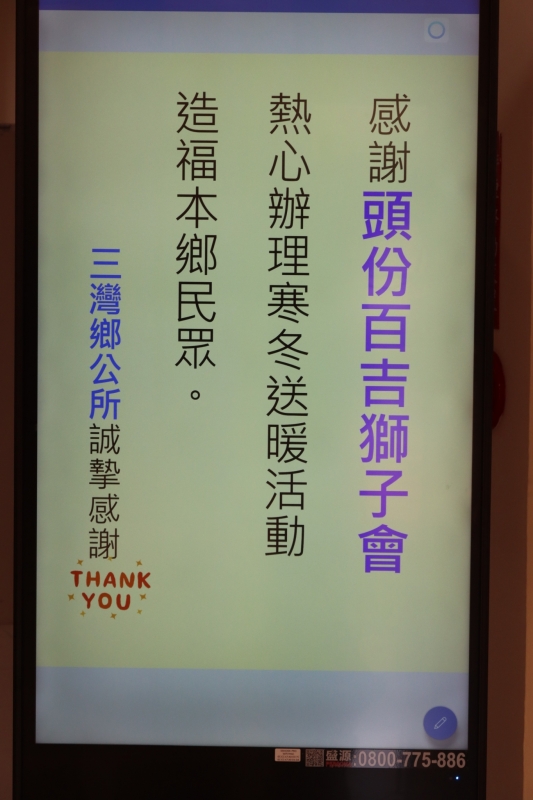 感謝頭份百吉獅子會
熱心辦理寒冬送暖活動
造福本鄉民眾。
三灣鄉公所誠摯感謝
THANK
YOU
盛源:0800-775-886